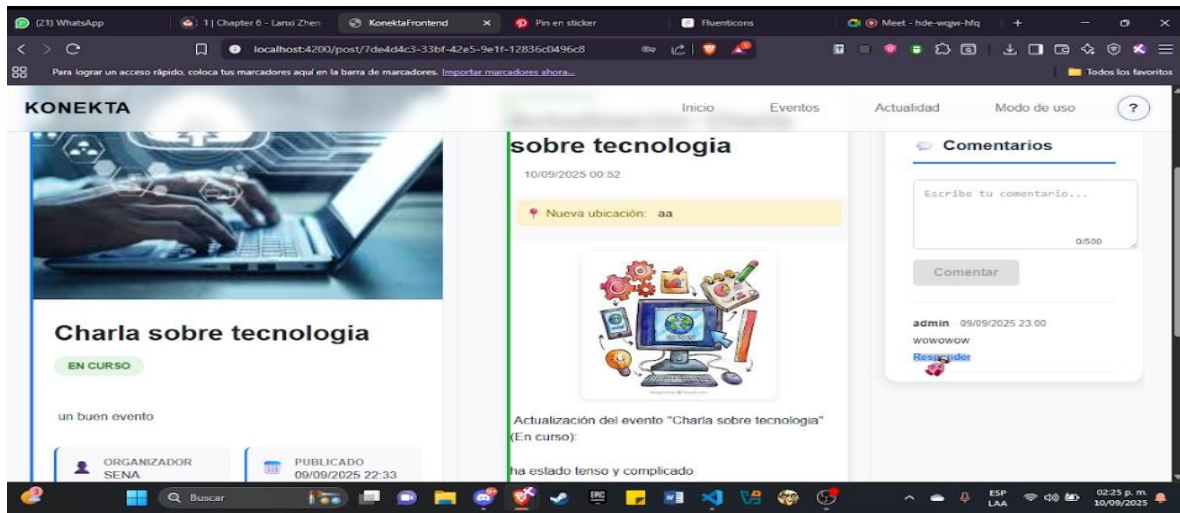 (21) WhatsApp
1 | Chapter 6 - Lanxi Zhen
KonektaFrontend
Pin en sticker
Fluenticons
Meet - hde-wqjw-hfq
localhost:4200/post/7de4d4c3-33bf-42e5-9e1f-12836c0496c8
Para lograr un acceso rápido, coloca tus marcadores aquí en la barra de marcadores. Importar marcadores ahora...
Todos los favoritos
KONEKTA
Inicio
Eventos
Actualidad
Modo de uso
?
Charla sobre tecnologia
EN CURSO
un buen evento
ORGANIZADOR
SENA
PUBLICADO
09/09/2025 22:33
sobre tecnologia
10/09/2025 00:52
Nueva ubicación: aa
Actualización del evento "Charla sobre tecnologia"
(En curso):
ha estado tenso y complicado
Comentarios
Escribe tu comentario...
0/500
Comentar
admin 09/09/2025 23:00
wowowow
Responder
Buscar
EPIC
ESP
LAA
02:25 p. m.
10/09/2025